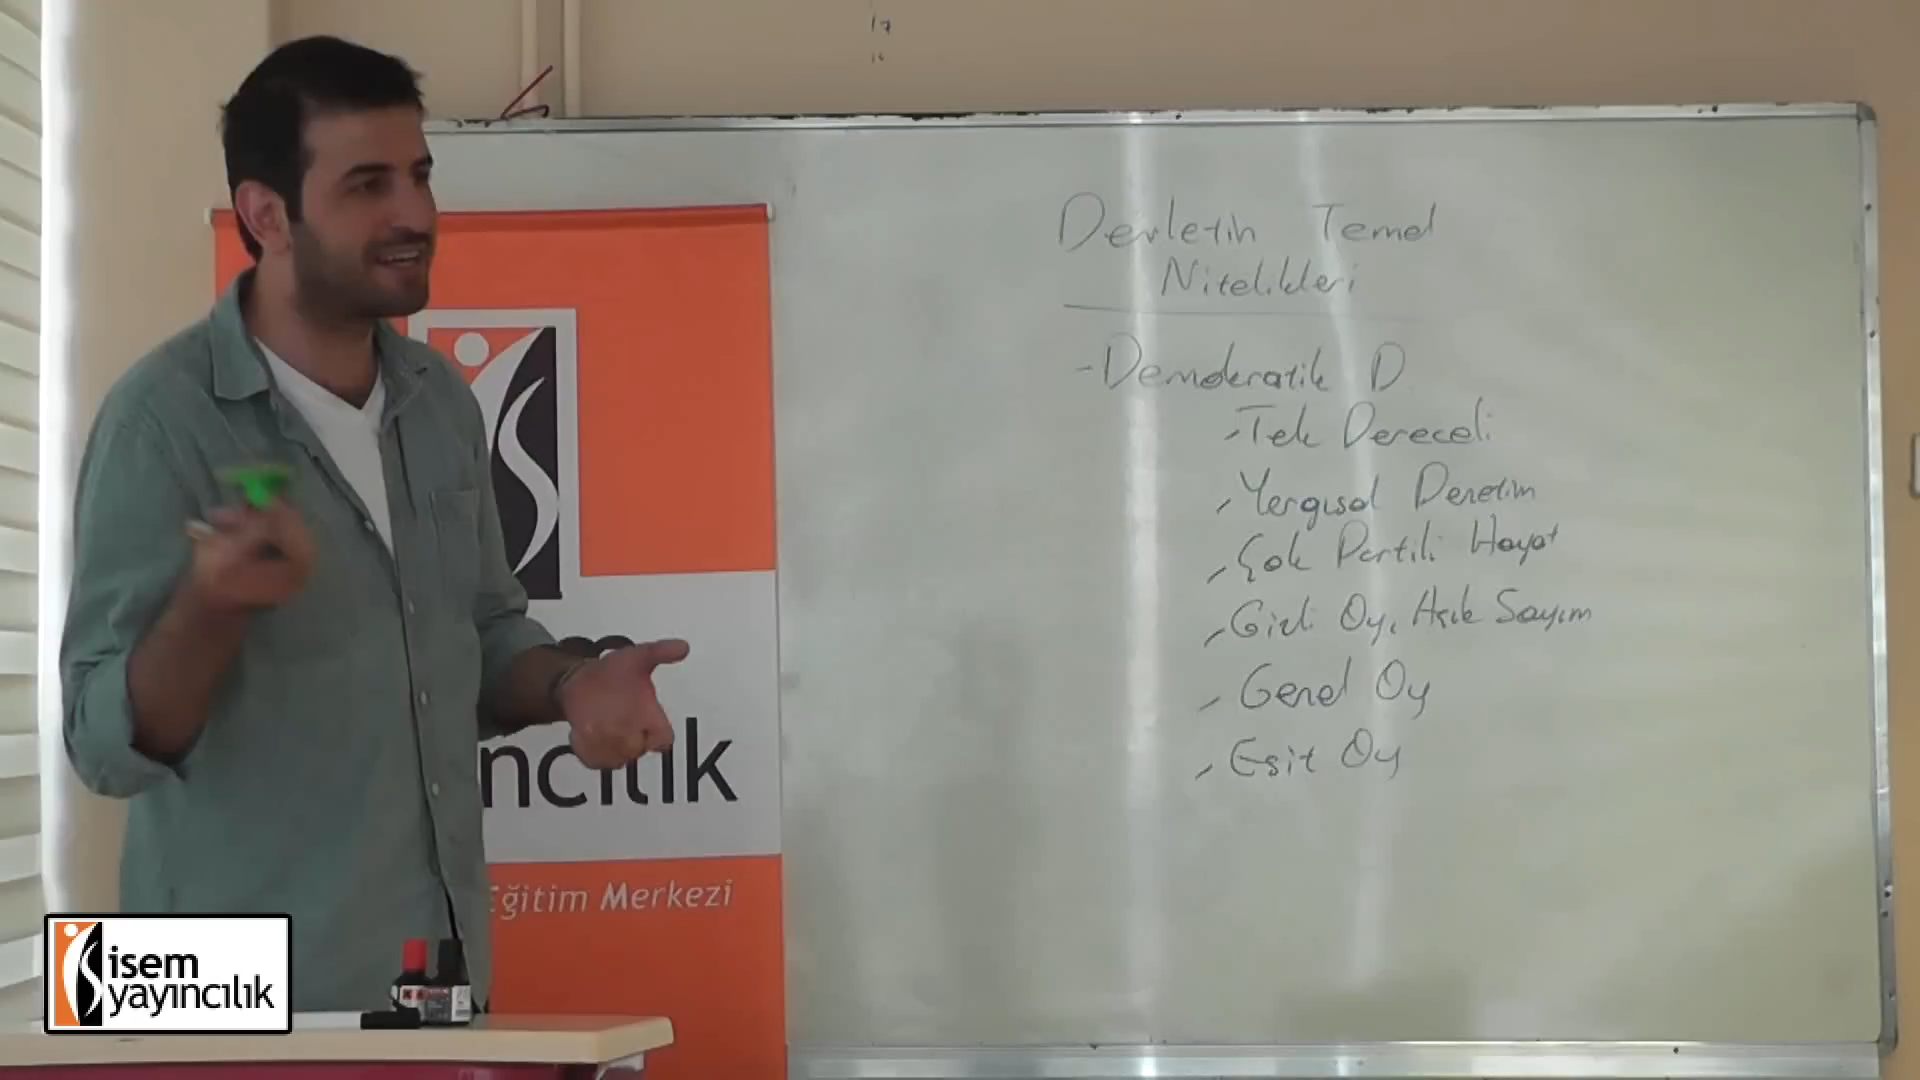 Devletin Temel
Nitelikleri
- Demokratik D
- Tek Dereceli
- Yargısal Denetim
- Çok Partili Hayat
- Gizli Oy, Açık Sayım
- Genel Oy
- Eşit Oy
ncılık
Eğitim Merkezi
isem
yayıncılık